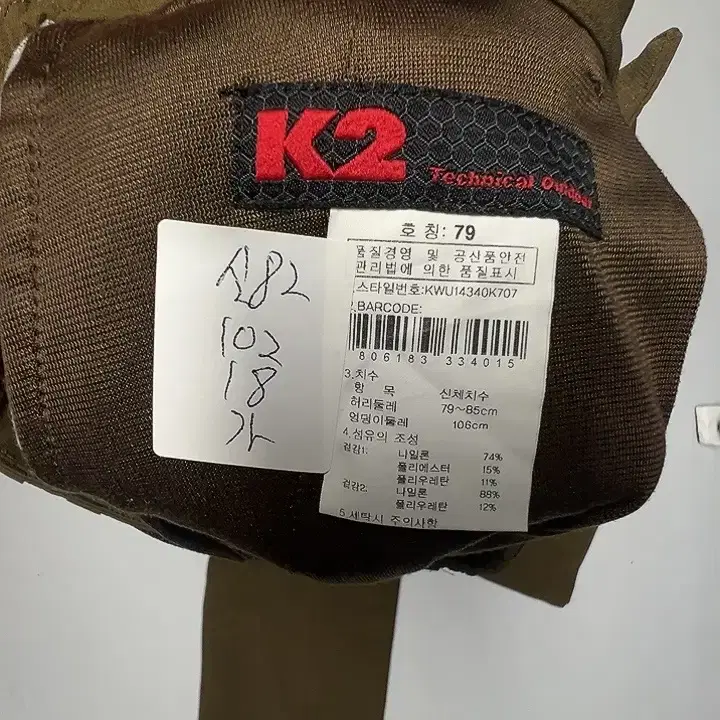 K2
Technical Outdoor
호 칭: 79
품질경영 및 공산품안전
관리법에 의한 품질표시
.스타일번호:KWU14340K707
.BARCODE:
806183 334015
3.치수
항 목 신체치수
허리둘레 79~85cm
엉덩이둘레 106cm
4.섬유의 조성
겉감1: 나일론 74%
폴리에스터 15%
폴리우레탄 11%
겉감2: 나일론 88%
폴리우레탄 12%
5.세탁시 주의사항
실82
102
18
가